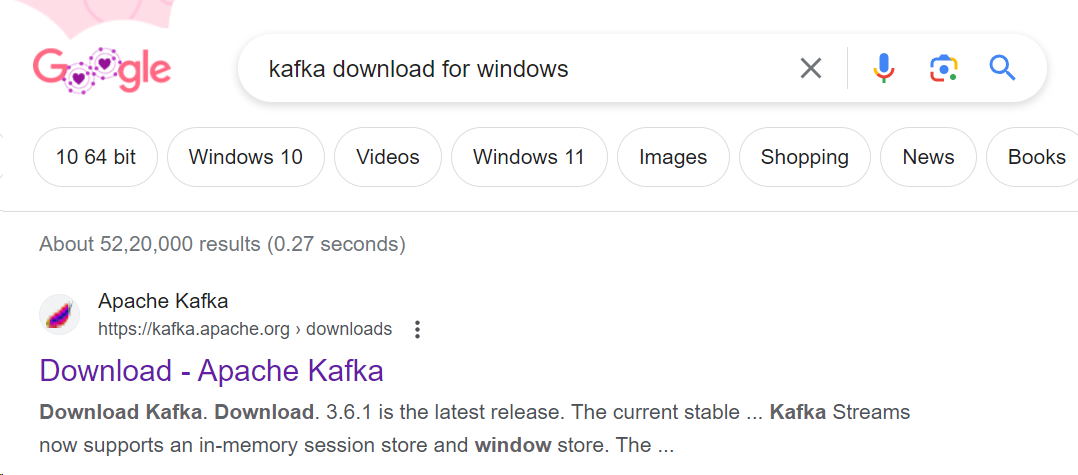 Google
kafka download for windows
10 64 bit
Windows 10
Videos
Windows 11
Images
Shopping
News
Books
About 52,20,000 results (0.27 seconds)
Apache Kafka
https://kafka.apache.org › downloads
Download - Apache Kafka
Download Kafka. Download. 3.6.1 is the latest release. The current stable ... Kafka Streams
now supports an in-memory session store and window store. The ...